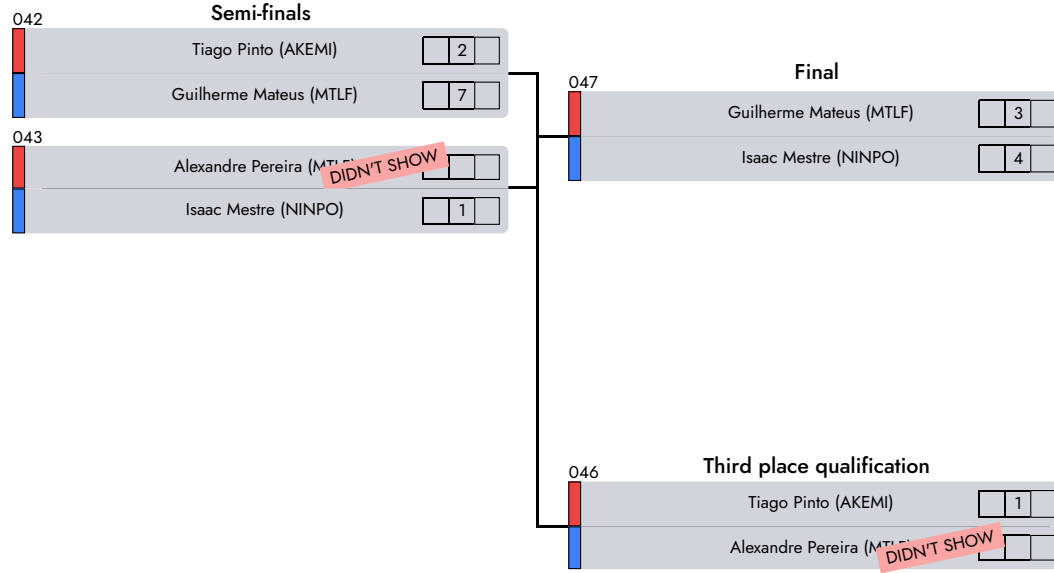 Semi-finals
042
Tiago Pinto (AKEMI) 2
Guilherme Mateus (MTLF) 7
043
Alexandre Pereira DIDN'T SHOW
Isaac Mestre (NINPO) 1
Final
047
Guilherme Mateus (MTLF) 3
Isaac Mestre (NINPO) 4
Third place qualification
046
Tiago Pinto (AKEMI) 1
Alexandre Pereira DIDN'T SHOW